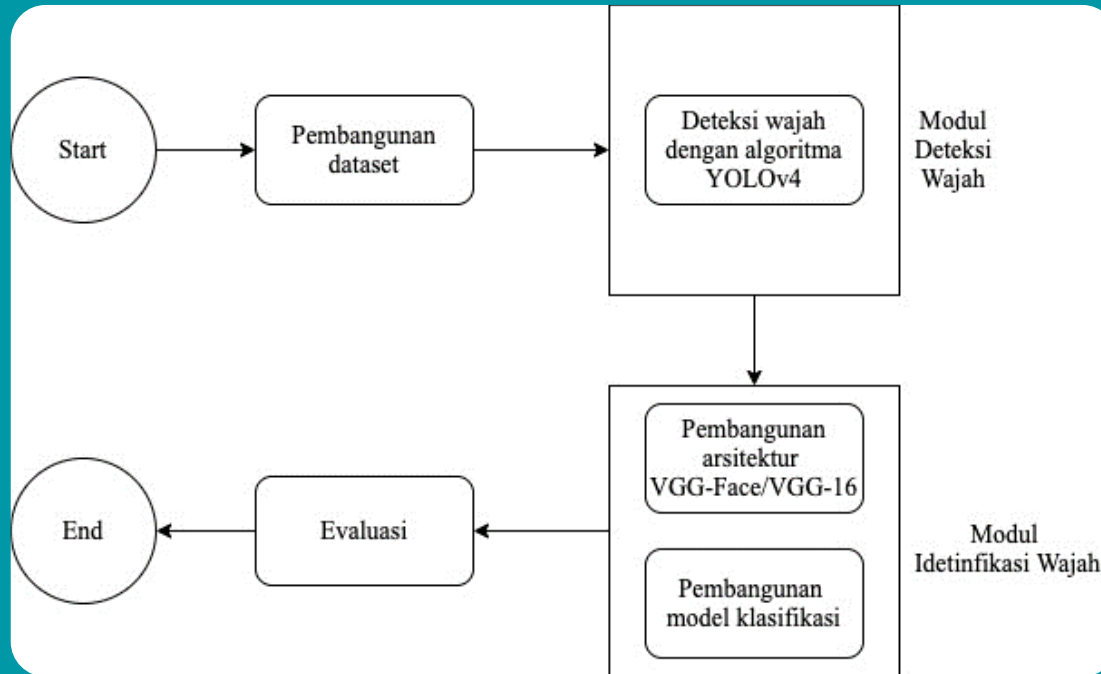 Start
Pembangunan
dataset
Deteksi wajah
dengan algoritma
YOLOv4
Modul
Deteksi
Wajah
Pembangunan
arsitektur
VGG-Face/VGG-16
Pembangunan
model klasifikasi
Modul
Idetinfikasi Wajah
Evaluasi
End